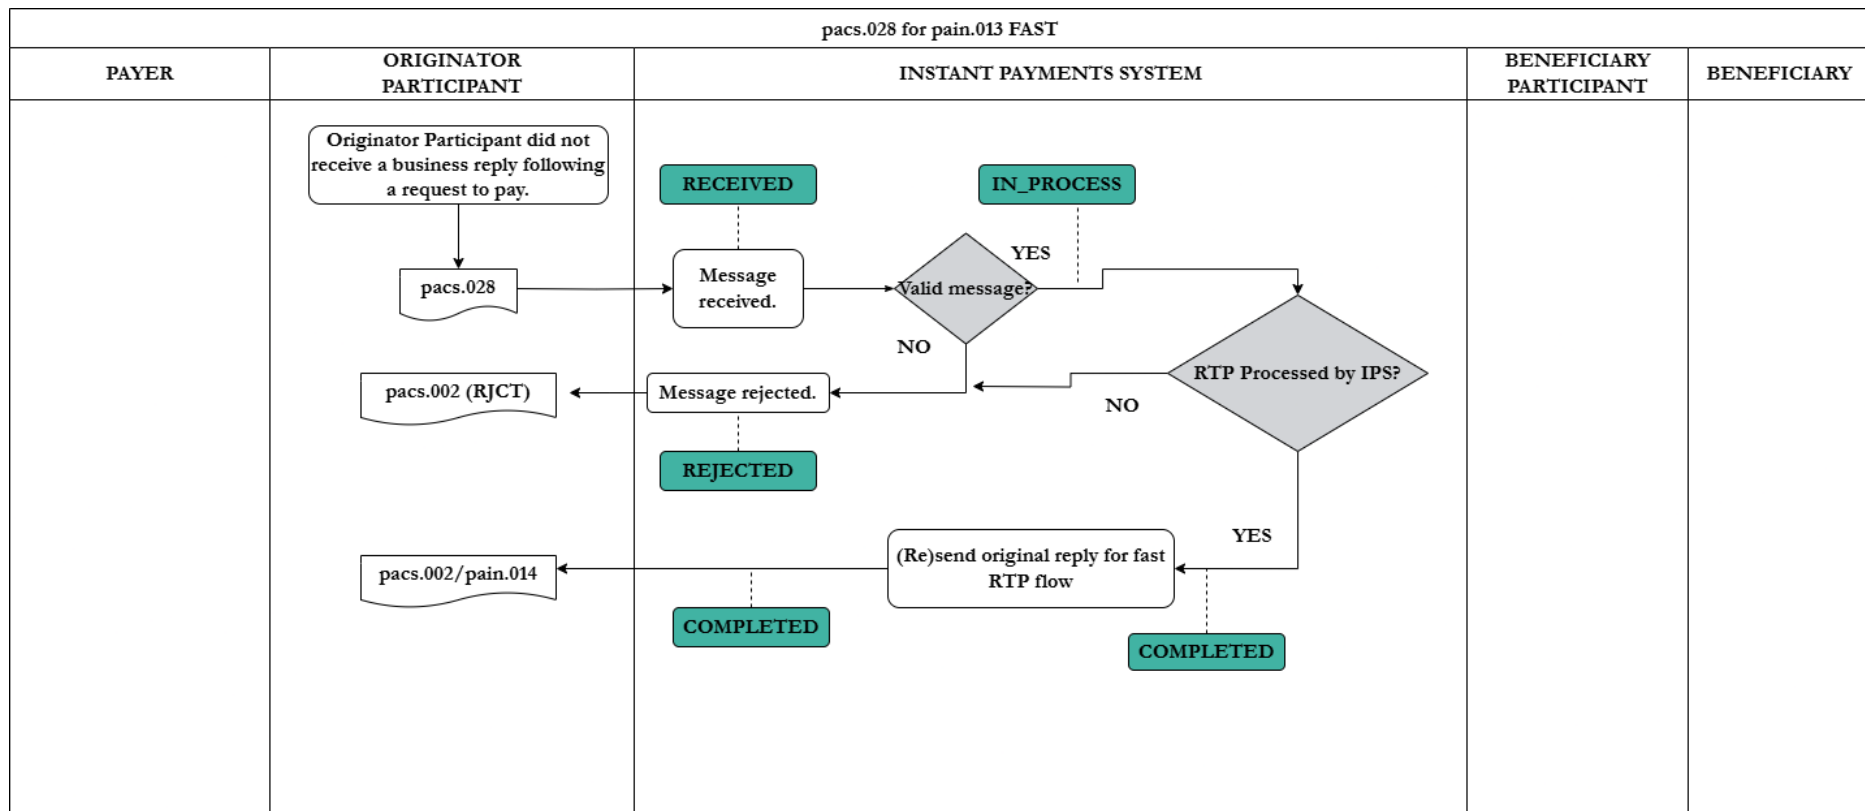 pacs.028 for pain.013 FAST
PAYER
ORIGINATOR
PARTICIPANT
INSTANT PAYMENTS SYSTEM
BENEFICIARY
PARTICIPANT
BENEFICIARY
Originator Participant did not
receive a business reply following
a request to pay.
RECEIVED
IN_PROCESS
YES
pacs.028
Message
received.
Valid message?
NO
RTP Processed by IPS?
pacs.002 (RJCT)
Message rejected.
NO
REJECTED
YES
(Re)send original reply for fast
RTP flow
pacs.002/pain.014
COMPLETED
COMPLETED